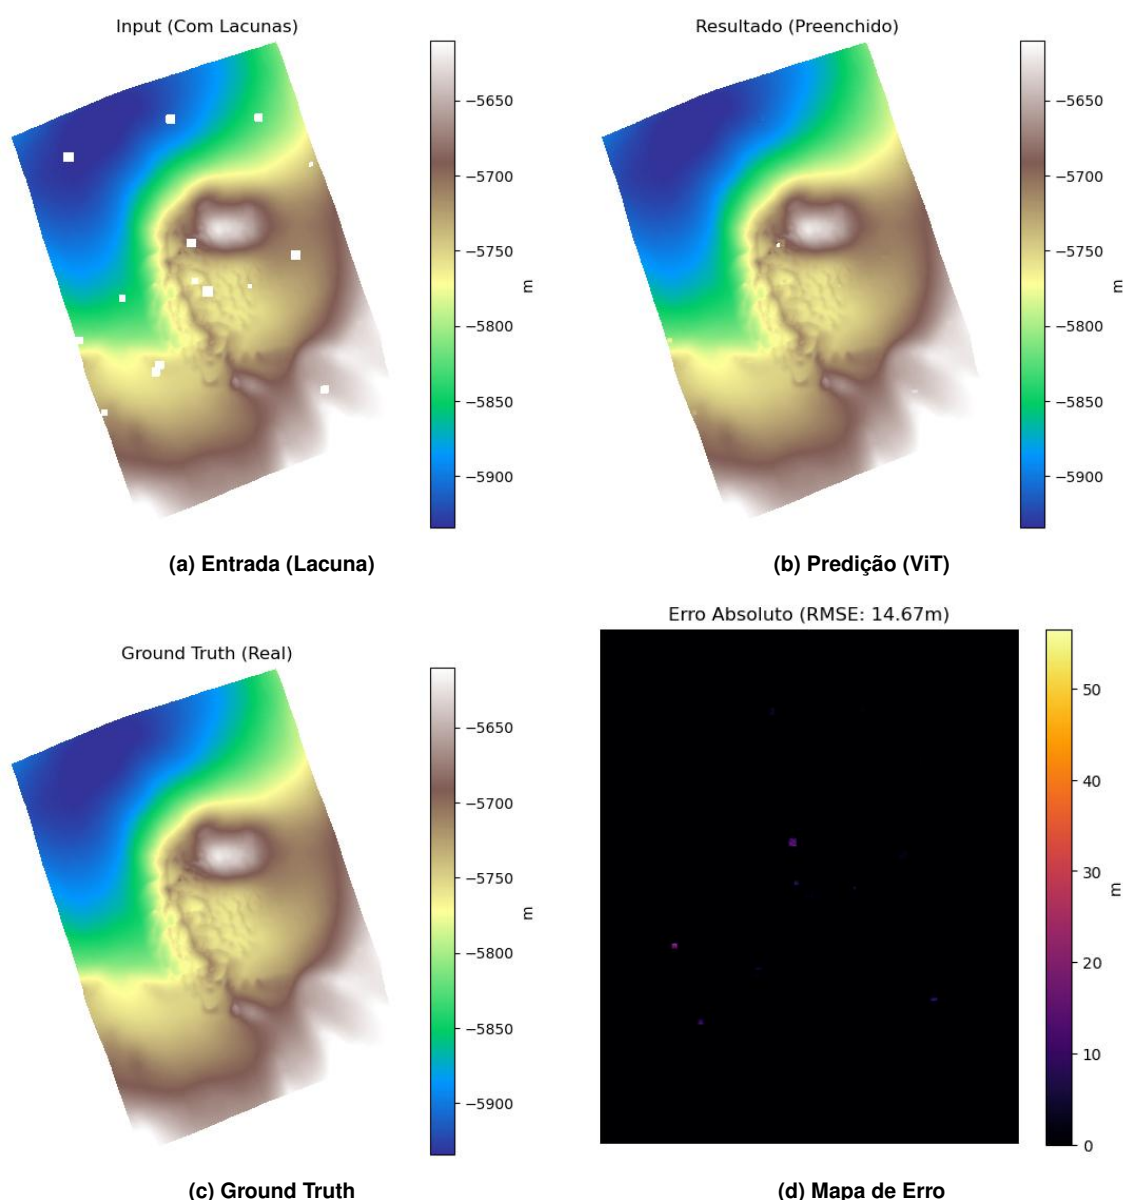 Input (Com Lacunas)
−5650
−5700
−5750
−5800
−5850
−5900
m
(a) Entrada (Lacuna)
Resultado (Preenchido)
−5650
−5700
−5750
−5800
−5850
−5900
m
(b) Predição (ViT)
Ground Truth (Real)
−5650
−5700
−5750
−5800
−5850
−5900
m
(c) Ground Truth
Erro Absoluto (RMSE: 14.67m)
50
40
30
20
10
0
m
(d) Mapa de Erro